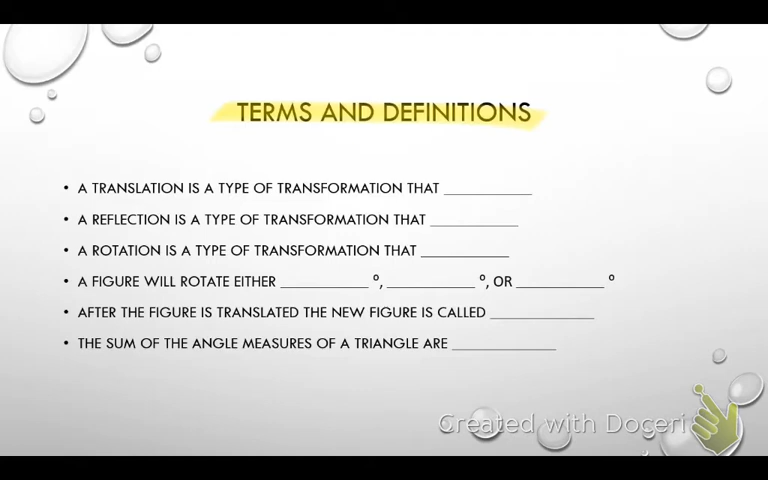 TERMS AND DEFINITIONS
• A TRANSLATION IS A TYPE OF TRANSFORMATION THAT ___________
• A REFLECTION IS A TYPE OF TRANSFORMATION THAT ___________
• A ROTATION IS A TYPE OF TRANSFORMATION THAT ___________
• A FIGURE WILL ROTATE EITHER ___________ º, ___________ º, OR ___________ º
• AFTER THE FIGURE IS TRANSLATED THE NEW FIGURE IS CALLED _____________
• THE SUM OF THE ANGLE MEASURES OF A TRIANGLE ARE _____________
Created with Doceri